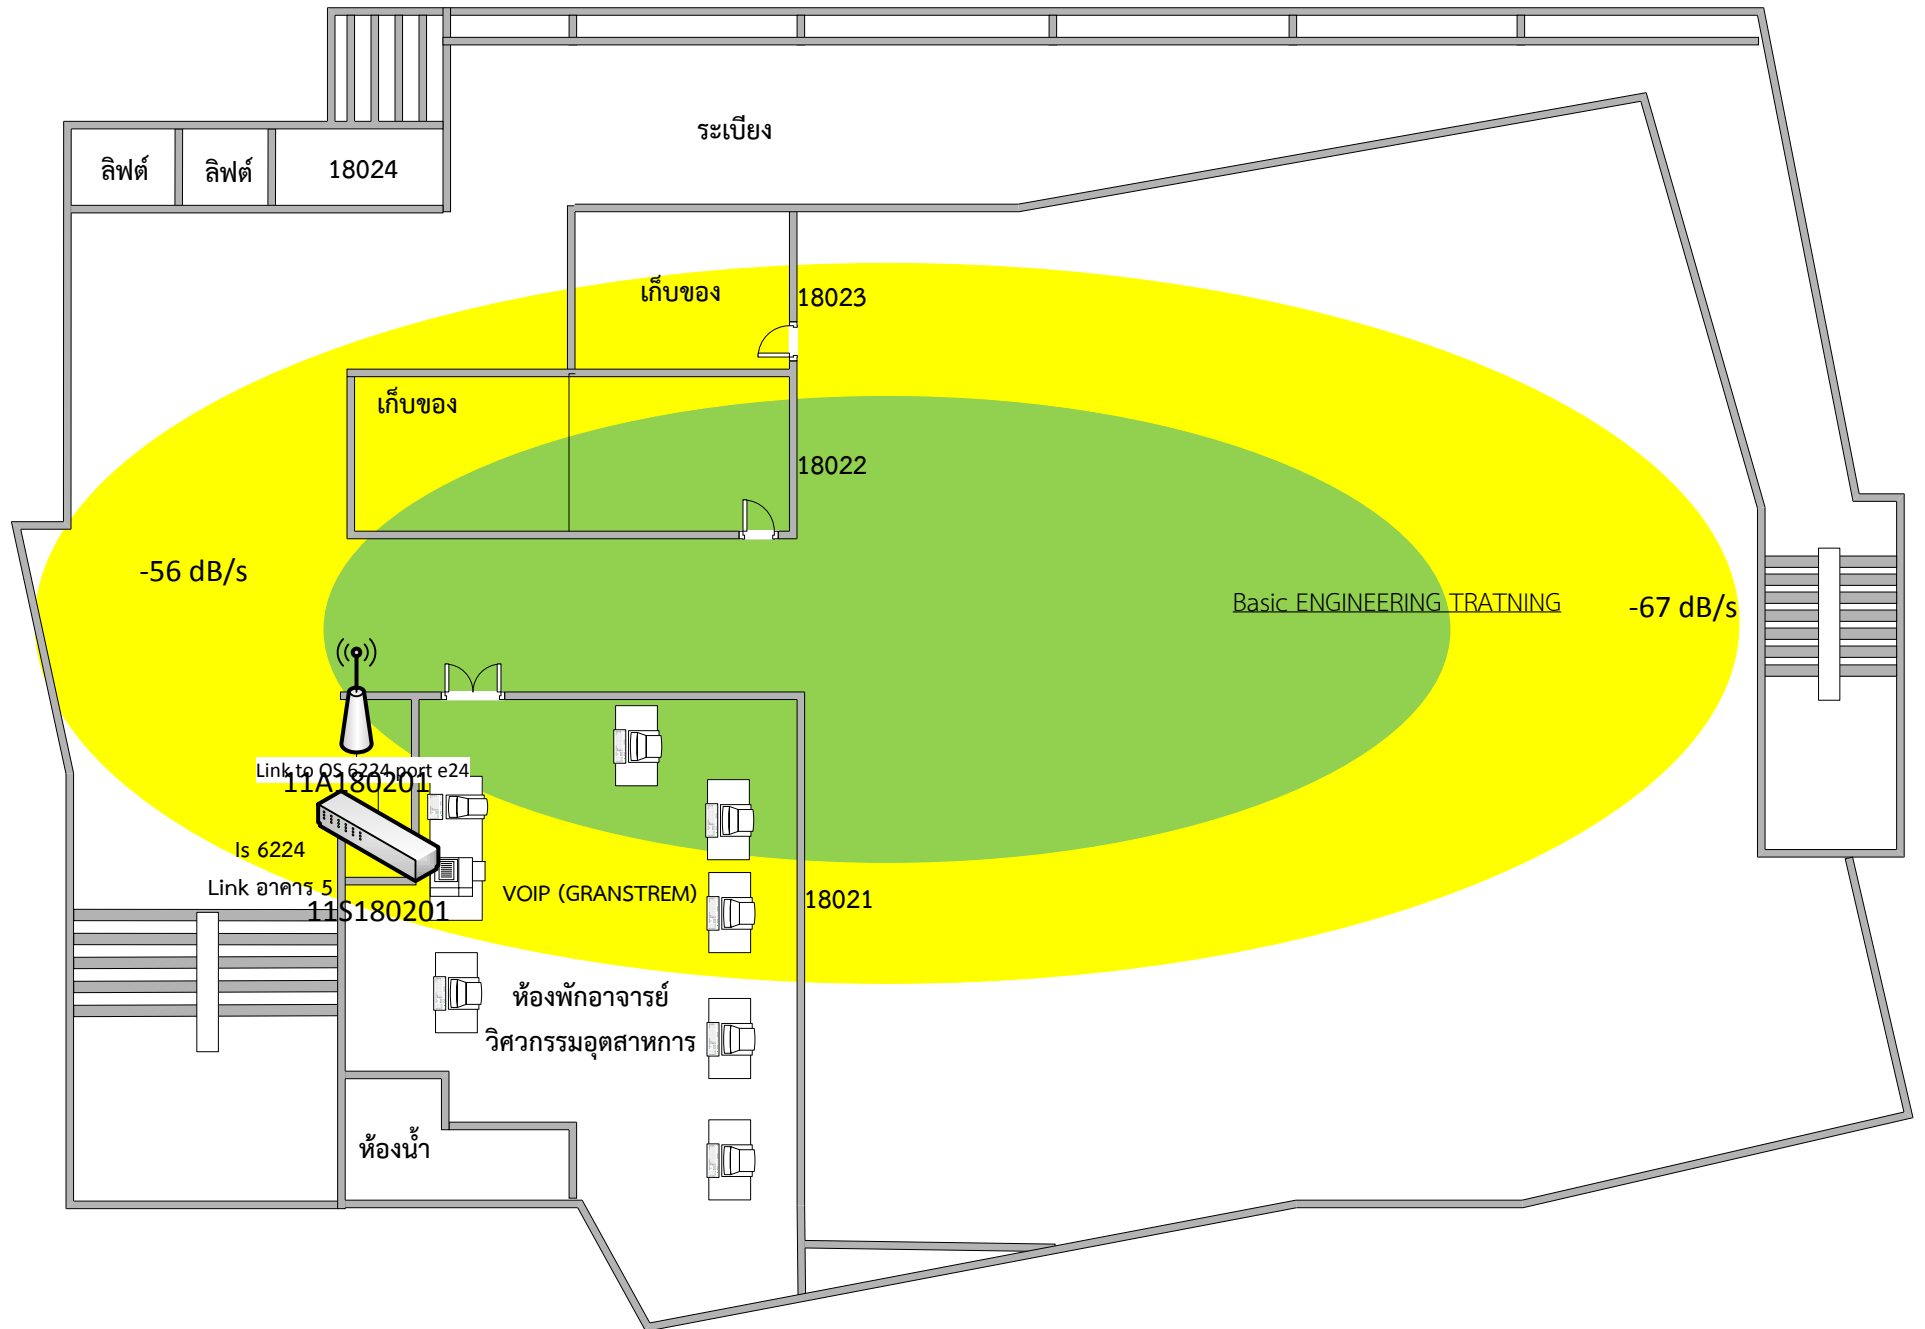 ระเบียง
ลิฟต์
ลิฟต์
18024
เก็บของ
18023
เก็บของ
18022
-56 dB/s
Basic ENGINEERING TRATNING
-67 dB/s
Link to OS 6224 port e24
11A180201
Is 6224
Link อาคาร 5
11S180201
VOIP (GRANSTREM)
18021
ห้องพักอาจารย์
วิศวกรรมอุตสาหการ
ห้องน้ำ